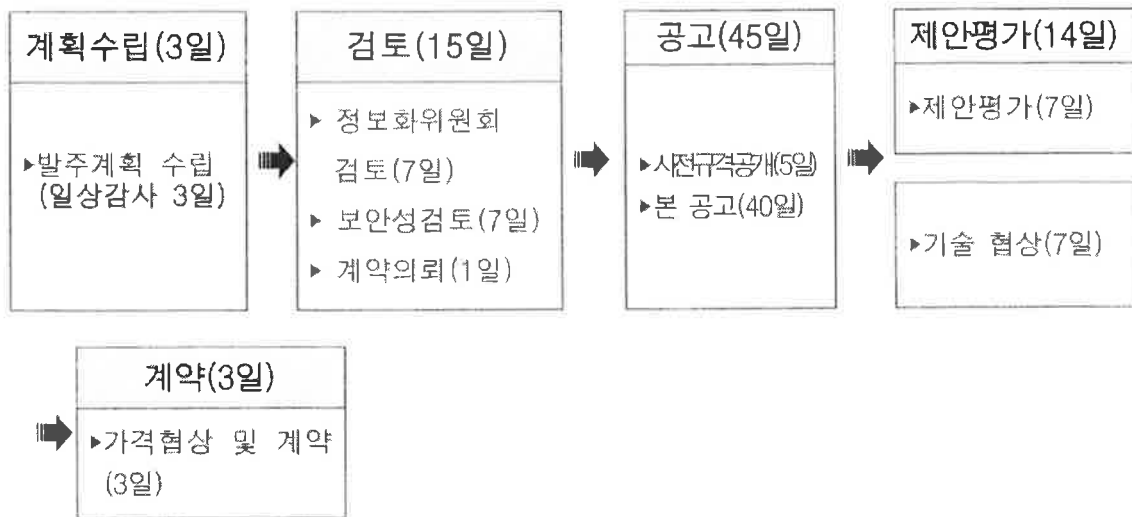 계획수립(3일)
▶발주계획 수립
(일상감사 3일)
검토(15일)
▶ 정보화위원회
검토(7일)
▶ 보안성검토(7일)
▶ 계약의뢰(1일)
공고(45일)
▶사전규격공개(5일)
▶본 공고(40일)
제안평가(14일)
▶제안평가(7일)
▶기술 협상(7일)
계약(3일)
▶가격협상 및 계약
(3일)